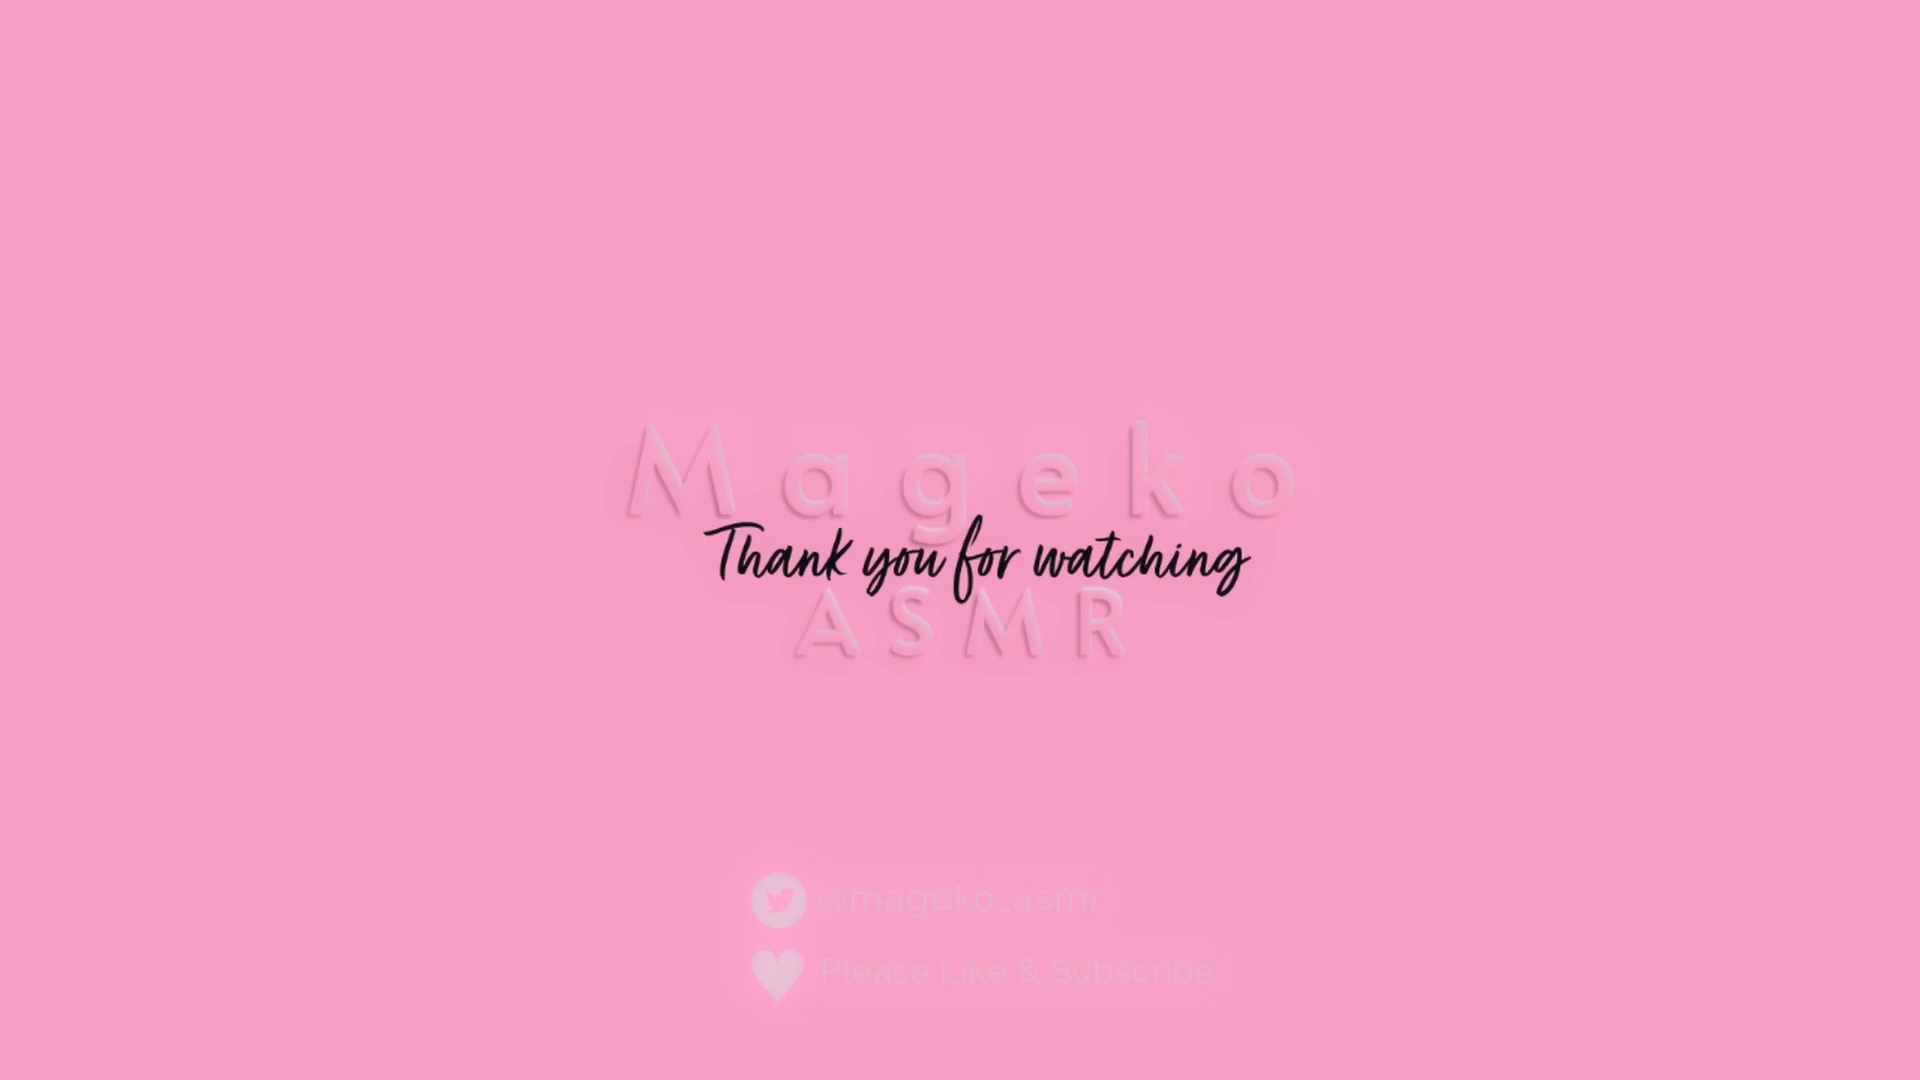 Mageko
Thank you for watching
ASMR
@mageko_asmr
Please Like & Subscribe